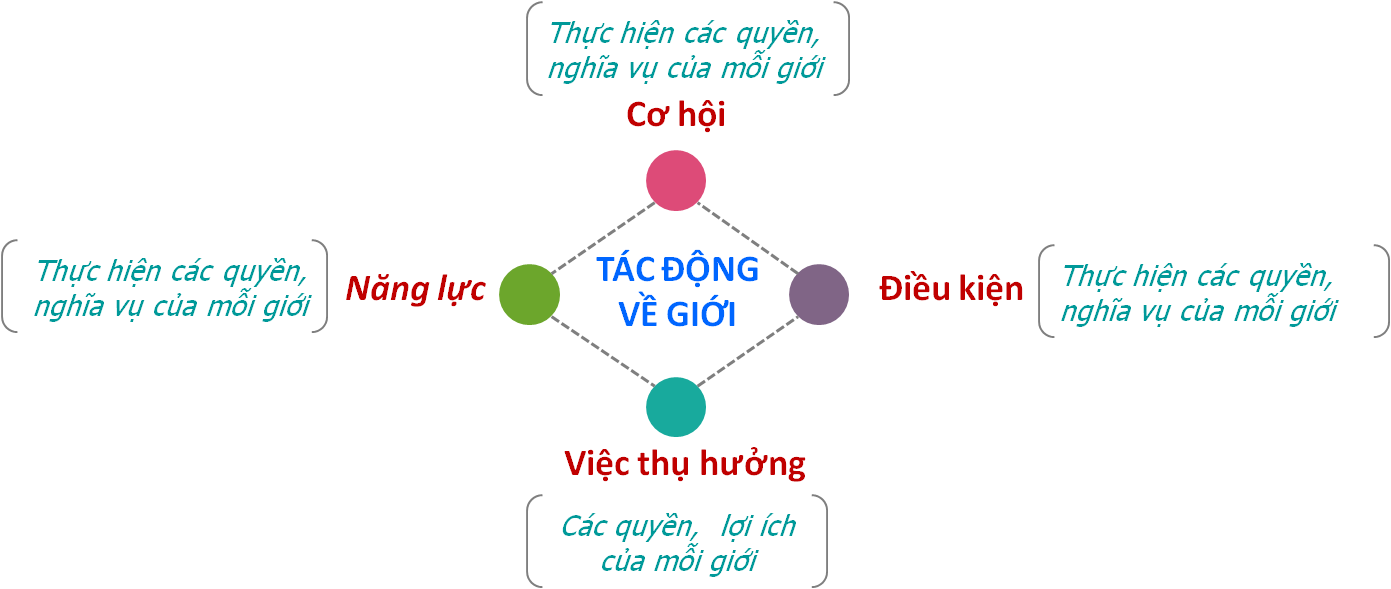 Thực hiện các quyền,
nghĩa vụ của mỗi giới
Cơ hội
Thực hiện các quyền,
nghĩa vụ của mỗi giới
Năng lực
TÁC ĐỘNG
VỀ GIỚI
Điều kiện
Thực hiện các quyền,
nghĩa vụ của mỗi giới
Việc thụ hưởng
Các quyền, lợi ích
của mỗi giới